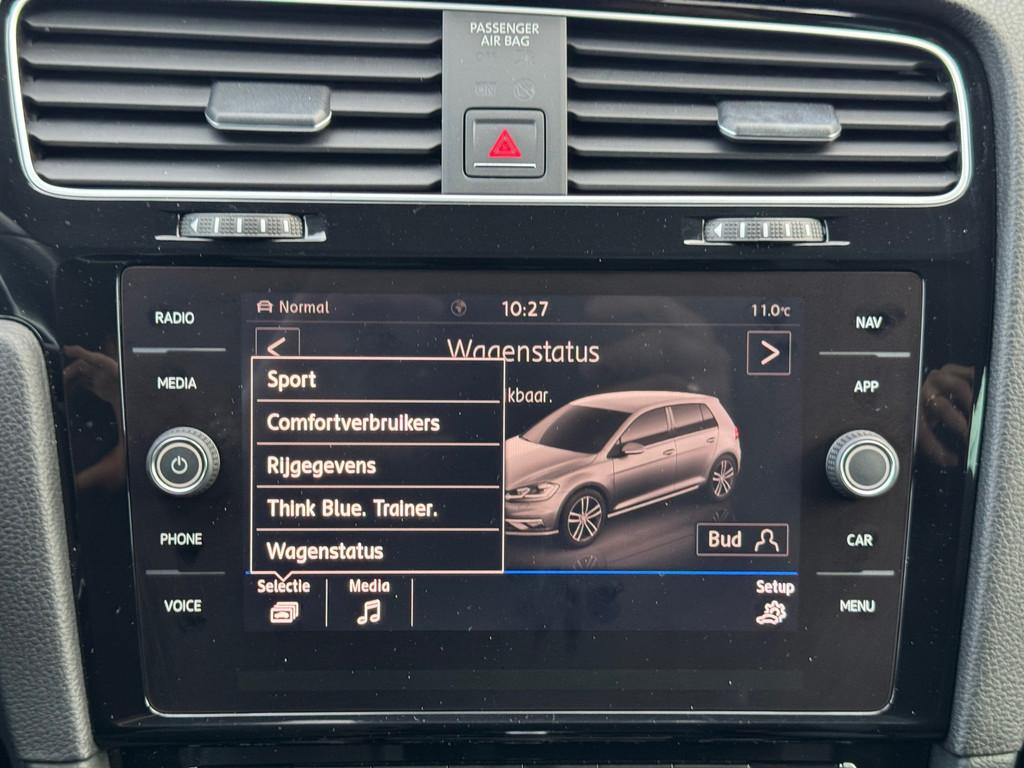 PASSENGER
AIR BAG
RADIO
MEDIA
PHONE
VOICE
NAV
APP
CAR
MENU
Normal
10:27
11.0°C
Wagenstatus
kbaar.
Sport
Comfortverbruikers
Rijgegevens
Think Blue. Trainer.
Wagenstatus
Bud
Selectie
Media
Setup